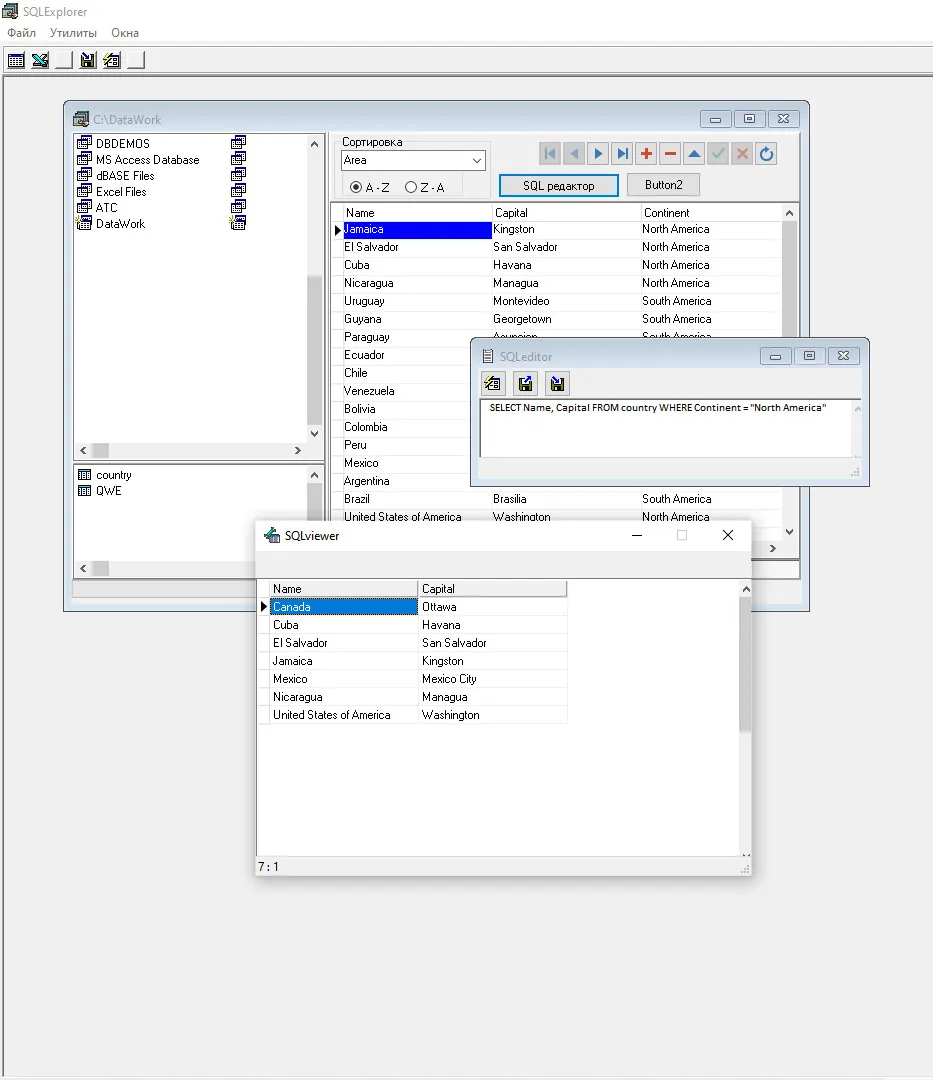 SQLExplorer
Файл Утилиты Окна
C:\DataWork
DBDEMOS
MS Access Database
dBASE Files
Excel Files
ATC
DataWork
country
QWE
Сортировка
Area
A - Z Z - A
SQL редактор Button2
Name Capital Continent
Jamaica Kingston North America
El Salvador San Salvador North America
Cuba Havana North America
Nicaragua Managua North America
Uruguay Montevideo South America
Guyana Georgetown South America
Paraguay Asuncion South America
Ecuador
Chile
Venezuela
Bolivia
Colombia
Peru
Mexico
Argentina
Brazil Brasilia South America
United States of America Washington North America
SQLeditor
SELECT Name, Capital FROM country WHERE Continent = "North America"
SQLviewer
Name Capital
Canada Ottawa
Cuba Havana
El Salvador San Salvador
Jamaica Kingston
Mexico Mexico City
Nicaragua Managua
United States of America Washington
7 : 1